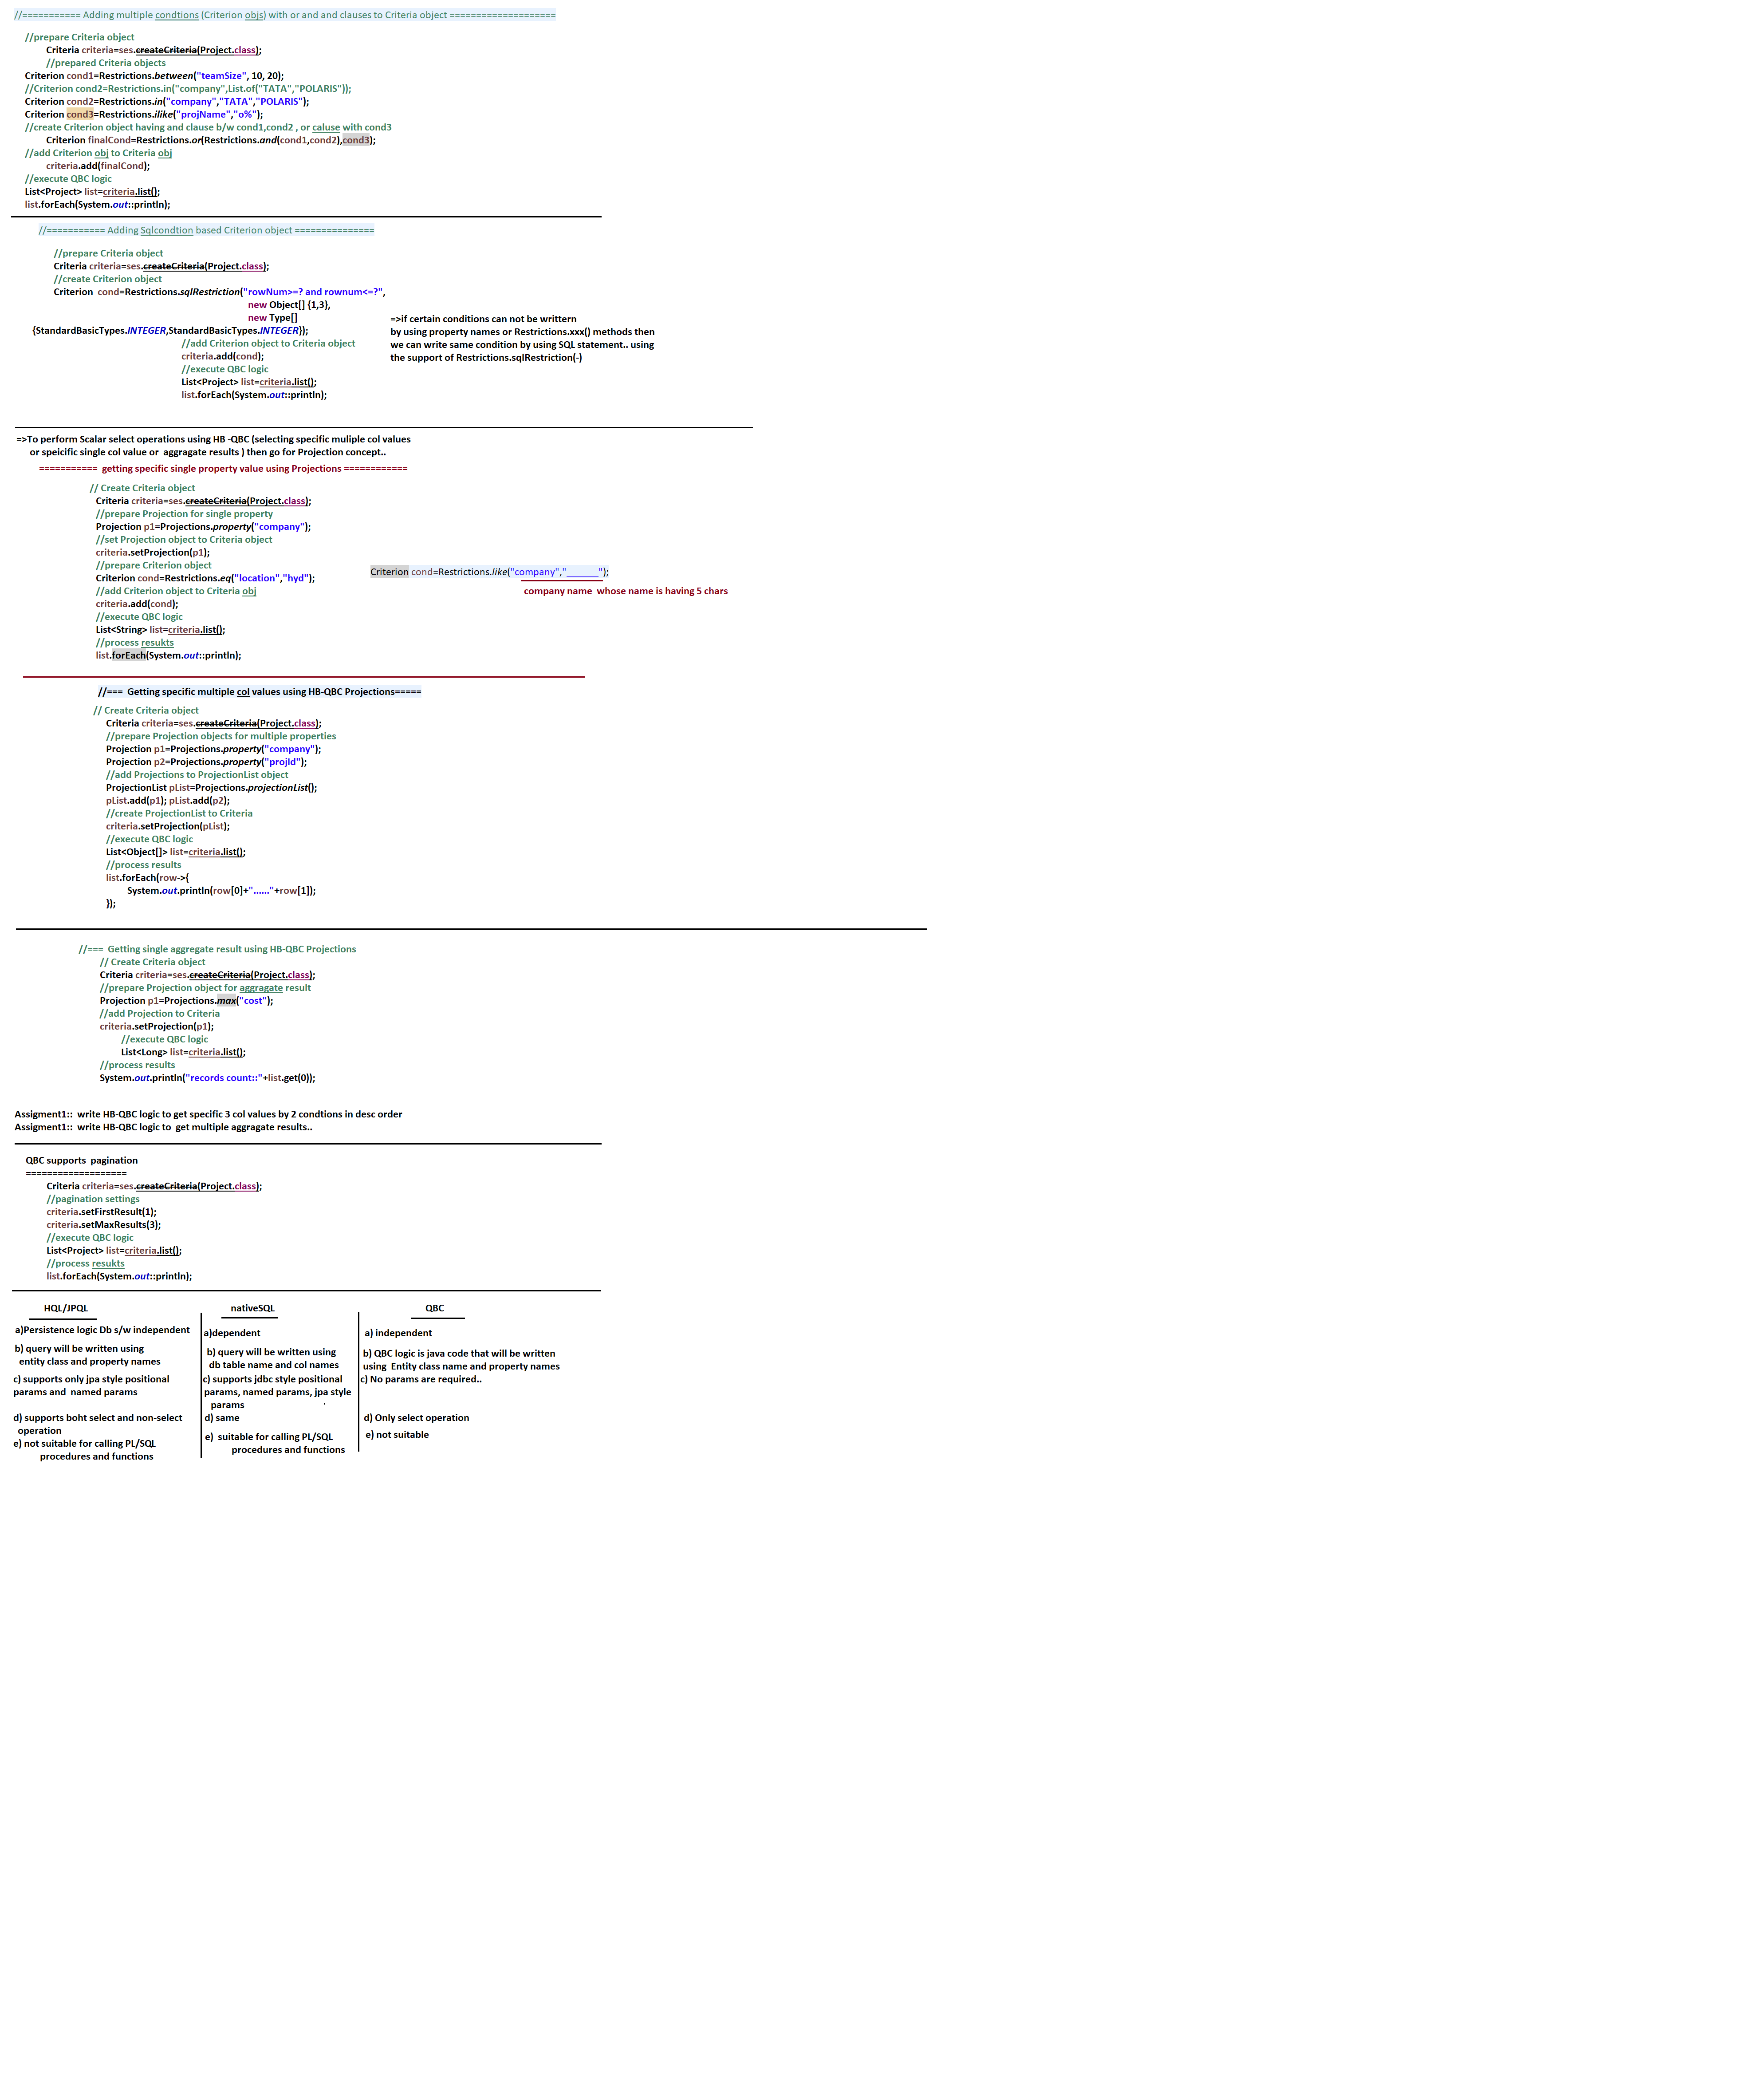 //=========== Adding multiple condtions (Criterion objs) with or and and clauses to Criteria object ====================
//prepare Criteria object
Criteria criteria=ses.createCriteria(Project.class);
//prepared Criteria objects
Criterion cond1=Restrictions.between("teamSize", 10, 20);
//Criterion cond2=Restrictions.in("company",List.of("TATA","POLARIS"));
Criterion cond2=Restrictions.in("company","TATA","POLARIS");
Criterion cond3=Restrictions.ilike("projName","o%");
//create Criterion object having and clause b/w cond1,cond2 , or caluse with cond3
Criterion finalCond=Restrictions.or(Restrictions.and(cond1,cond2),cond3);
//add Criterion obj to Criteria obj
criteria.add(finalCond);
//execute QBC logic
List<Project> list=criteria.list();
list.forEach(System.out::println);
//=========== Adding Sqlcondtion based Criterion object ===============
//prepare Criteria object
Criteria criteria=ses.createCriteria(Project.class);
//create Criterion object
Criterion  cond=Restrictions.sqlRestriction("rowNum>=? and rownum<=?",
new Object[] {1,3},
new Type[]
{StandardBasicTypes.INTEGER,StandardBasicTypes.INTEGER});
//add Criterion object to Criteria object
criteria.add(cond);
//execute QBC logic
List<Project> list=criteria.list();
list.forEach(System.out::println);
=>if certain conditions can not be writtern
by using property names or Restrictions.xxx() methods then
we can write same condition by using SQL statement.. using
the support of Restrictions.sqlRestriction(-)
=>To perform Scalar select operations using HB -QBC (selecting specific muliple col values
or speicific single col value or  aggragate results ) then go for Projection concept..
===========  getting specific single property value using Projections ============
// Create Criteria object
Criteria criteria=ses.createCriteria(Project.class);
//prepare Projection for single property
Projection p1=Projections.property("company");
//set Projection object to Criteria object
criteria.setProjection(p1);
//prepare Criterion object
Criterion cond=Restrictions.eq("location","hyd");
//add Criterion object to Criteria obj
criteria.add(cond);
//execute QBC logic
List<String> list=criteria.list();
//process resukts
list.forEach(System.out::println);
Criterion cond=Restrictions.like("company","______");
company name  whose name is having 5 chars
//===  Getting specific multiple col values using HB-QBC Projections=====
// Create Criteria object
Criteria criteria=ses.createCriteria(Project.class);
//prepare Projection objects for multiple properties
Projection p1=Projections.property("company");
Projection p2=Projections.property("projId");
//add Projections to ProjectionList object
ProjectionList pList=Projections.projectionList();
pList.add(p1); pList.add(p2);
//create ProjectionList to Criteria
criteria.setProjection(pList);
//execute QBC logic
List<Object[]> list=criteria.list();
//process results
list.forEach(row->{
System.out.println(row[0]+"......"+row[1]);
});
//===  Getting single aggregate result using HB-QBC Projections
// Create Criteria object
Criteria criteria=ses.createCriteria(Project.class);
//prepare Projection object for aggragate result
Projection p1=Projections.max("cost");
//add Projection to Criteria
criteria.setProjection(p1);
//execute QBC logic
List<Long> list=criteria.list();
//process results
System.out.println("records count::"+list.get(0));
Assigment1::  write HB-QBC logic to get specific 3 col values by 2 condtions in desc order
Assigment1::  write HB-QBC logic to  get multiple aggragate results..
QBC supports  pagination
===================
Criteria criteria=ses.createCriteria(Project.class);
//pagination settings
criteria.setFirstResult(1);
criteria.setMaxResults(3);
//execute QBC logic
List<Project> list=criteria.list();
//process resukts
list.forEach(System.out::println);
HQL/JPQL
a)Persistence logic Db s/w independent
b) query will be written using
entity class and property names
c) supports only jpa style positional
params and  named params
d) supports boht select and non-select
operation
e) not suitable for calling PL/SQL
procedures and functions
nativeSQL
a)dependent
b) query will be written using
db table name and col names
c) supports jdbc style positional
params, named params, jpa style
params
d) same
e)  suitable for calling PL/SQL
procedures and functions
QBC
a) independent
b) QBC logic is java code that will be written
using  Entity class name and property names
c) No params are required..
d) Only select operation
e) not suitable